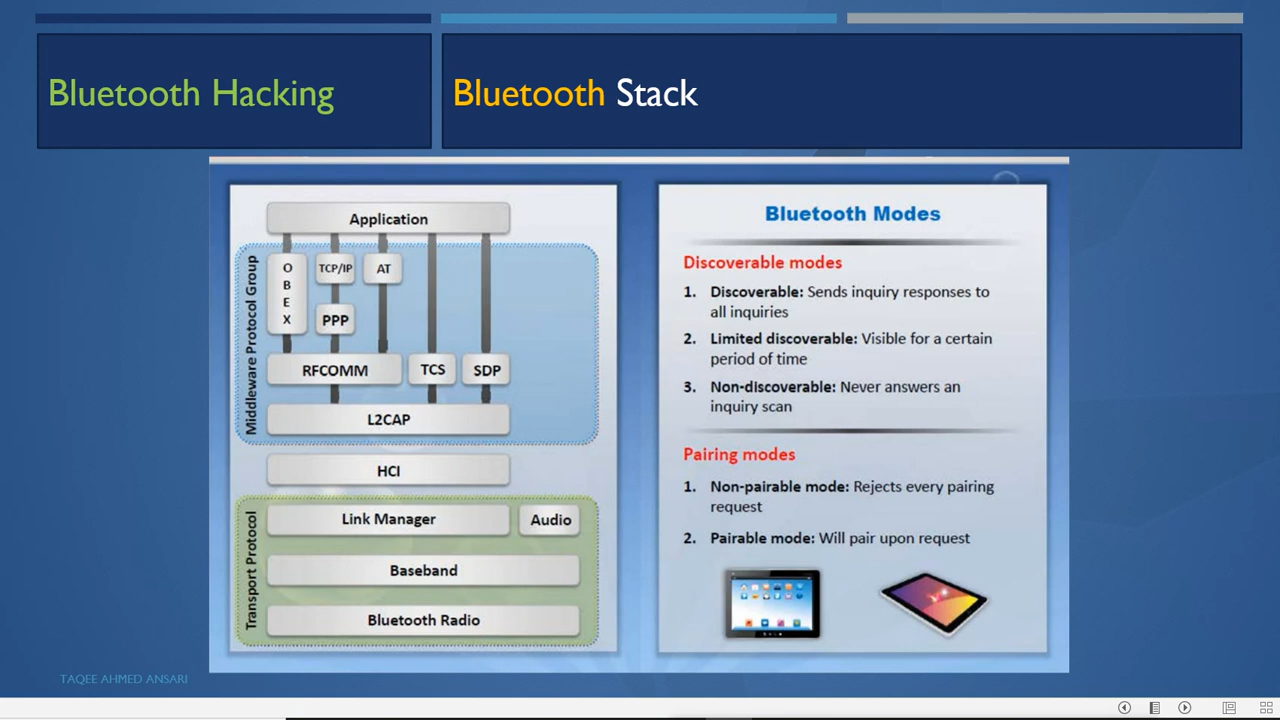 Bluetooth Hacking
Bluetooth Stack
Application
Middleware Protocol Group
O
B
E
X
TCP/IP
AT
PPP
RFCOMM
TCS
SDP
L2CAP
HCI
Transport Protocol
Link Manager
Audio
Baseband
Bluetooth Radio
Bluetooth Modes
Discoverable modes
1. Discoverable: Sends inquiry responses to
all inquiries
2. Limited discoverable: Visible for a certain
period of time
3. Non-discoverable: Never answers an
inquiry scan
Pairing modes
1. Non-pairable mode: Rejects every pairing
request
2. Pairable mode: Will pair upon request
TAQEE AHMED ANSARI